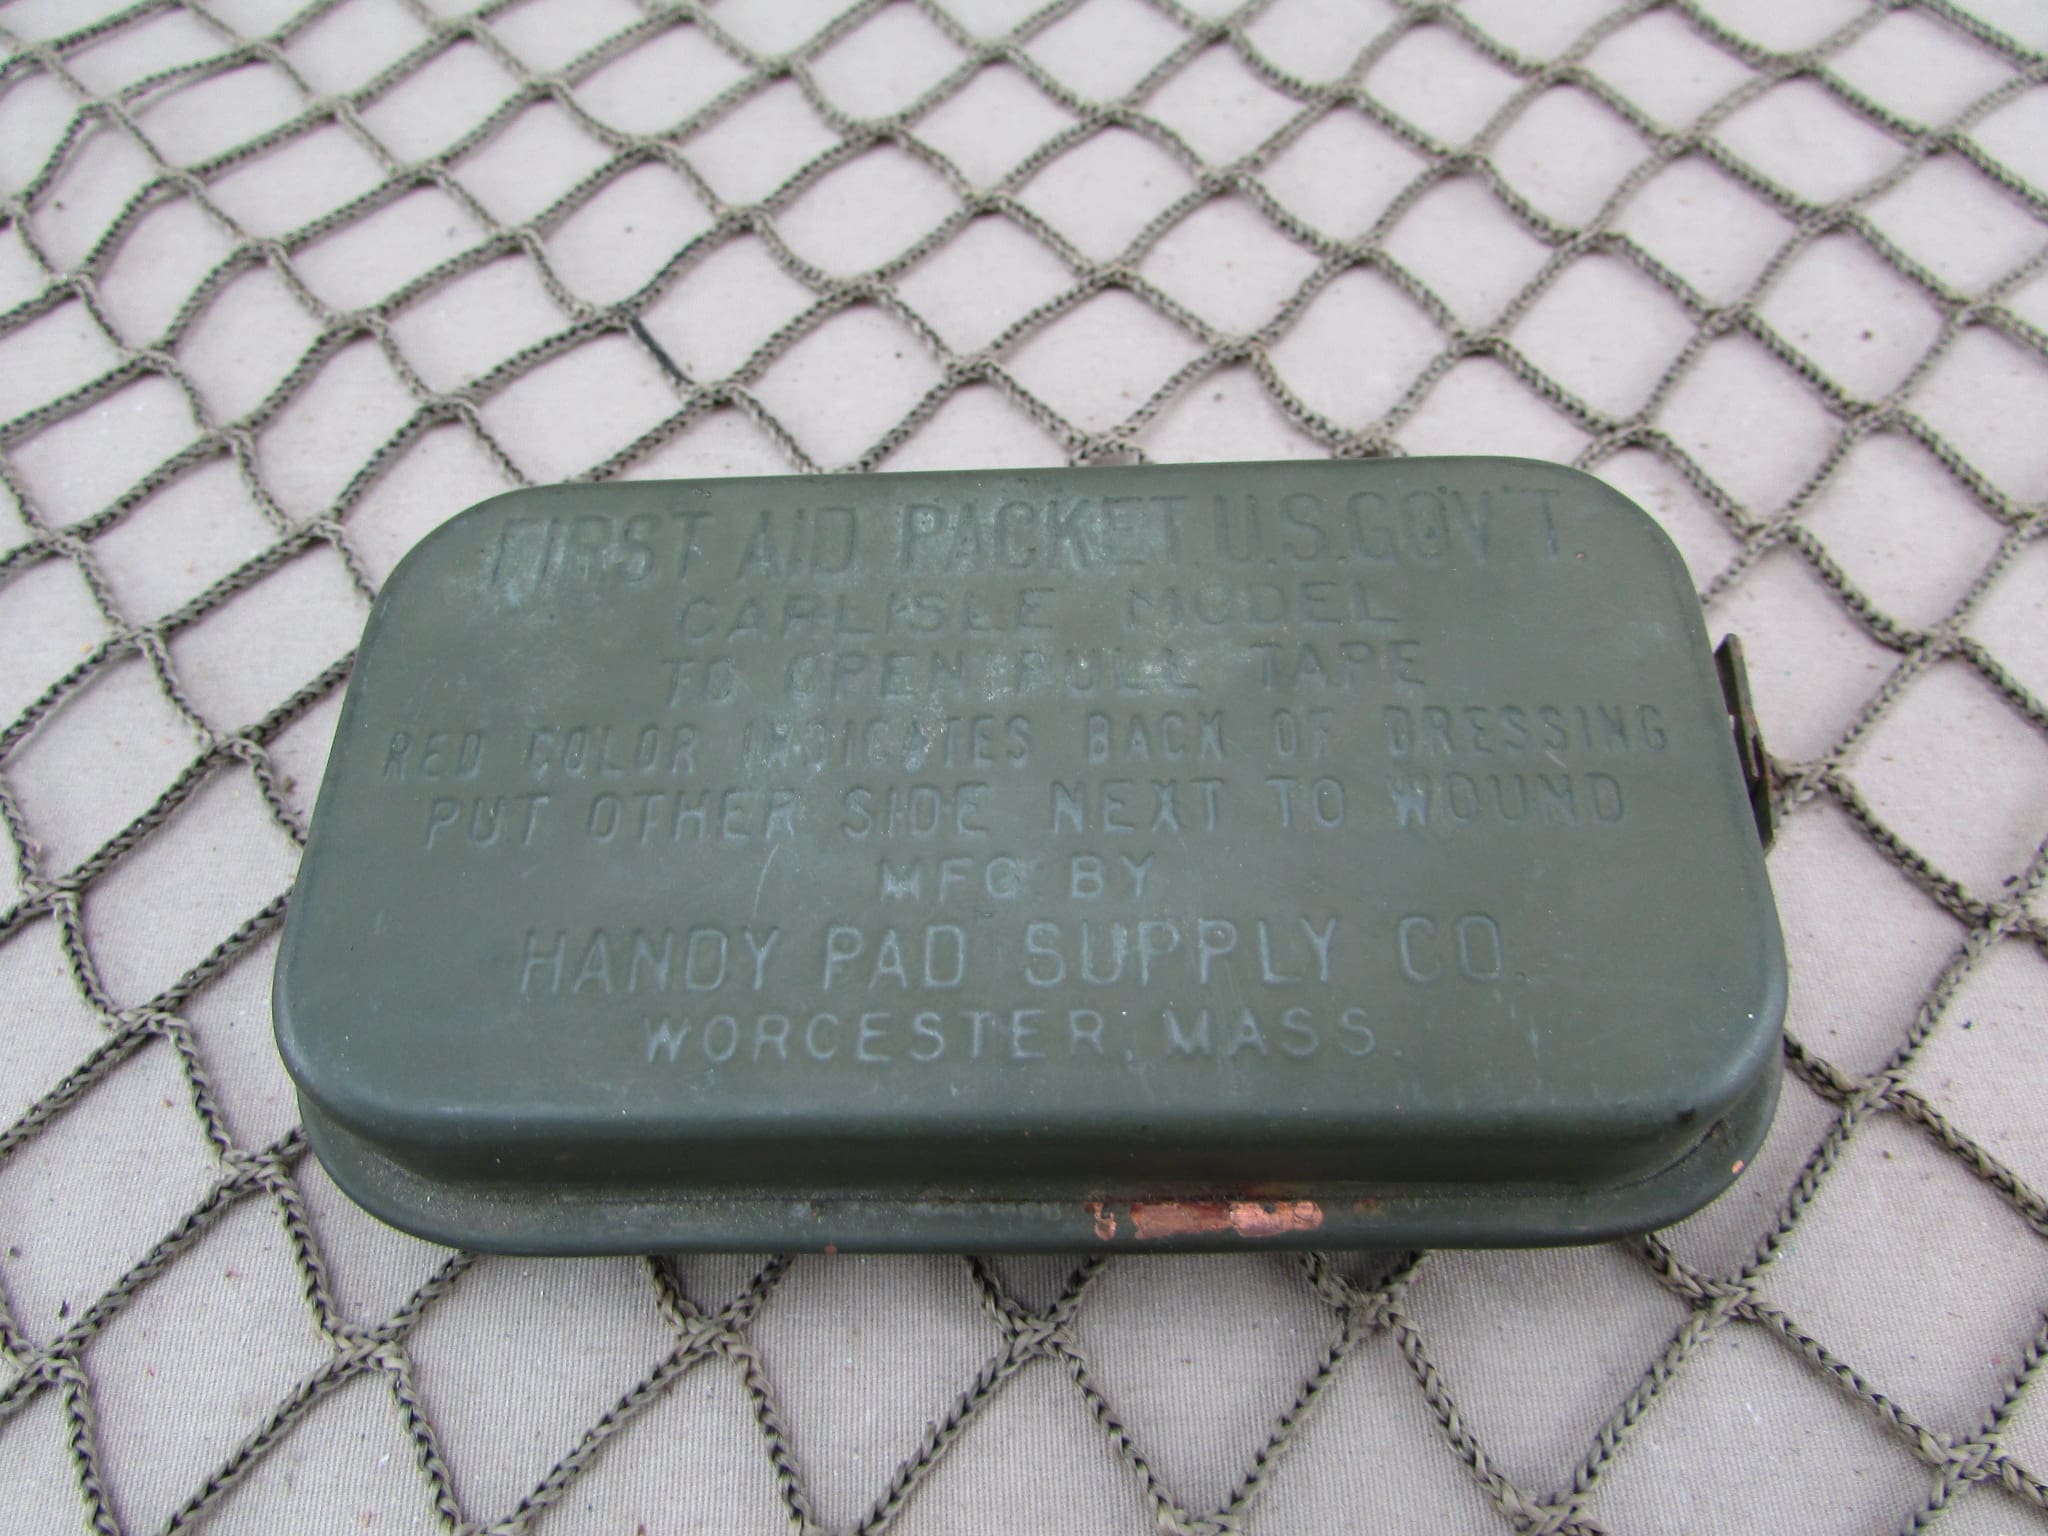 FIRST AID PACKET.U.S.GOV'T.
CARLISLE MODEL
TO OPEN PULL TAPE
RED COLOR INDICATES BACK OF DRESSING
PUT OTHER SIDE NEXT TO WOUND
MFG BY
HANDY PAD SUPPLY CO.
WORCESTER, MASS.